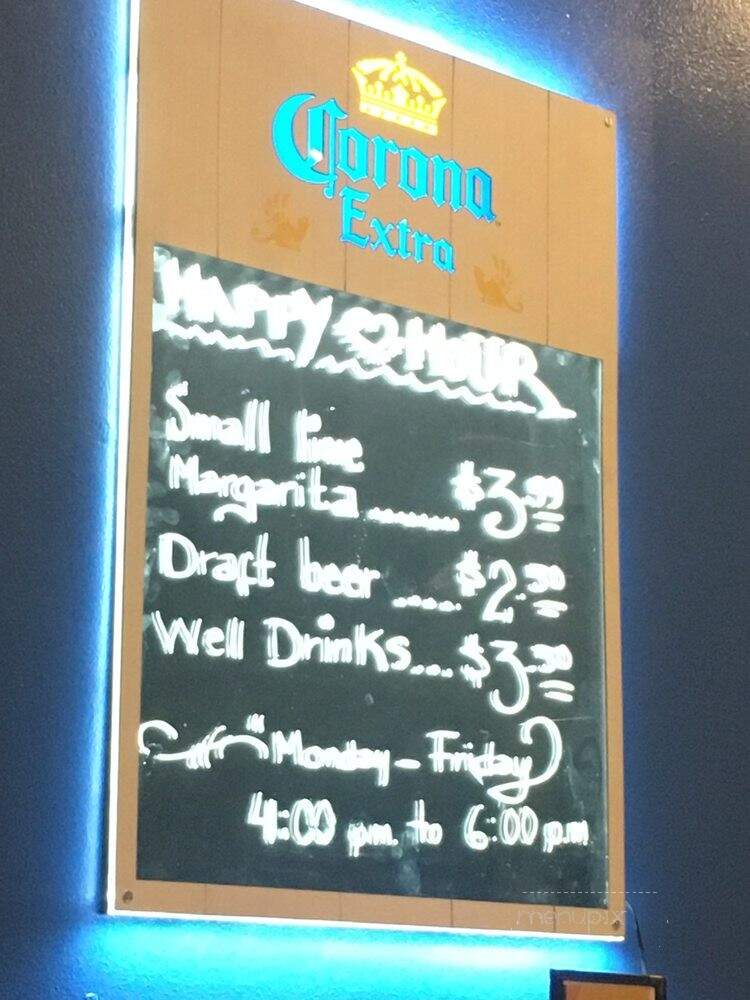 Corona
Extra
HAPPY HOUR
Small lime
Margarita ........ $3.99
Draft beer ..... $2.50
Well Drinks.... $3.50
Monday - Friday
4:00 pm. to 6:00 p.m
menupix